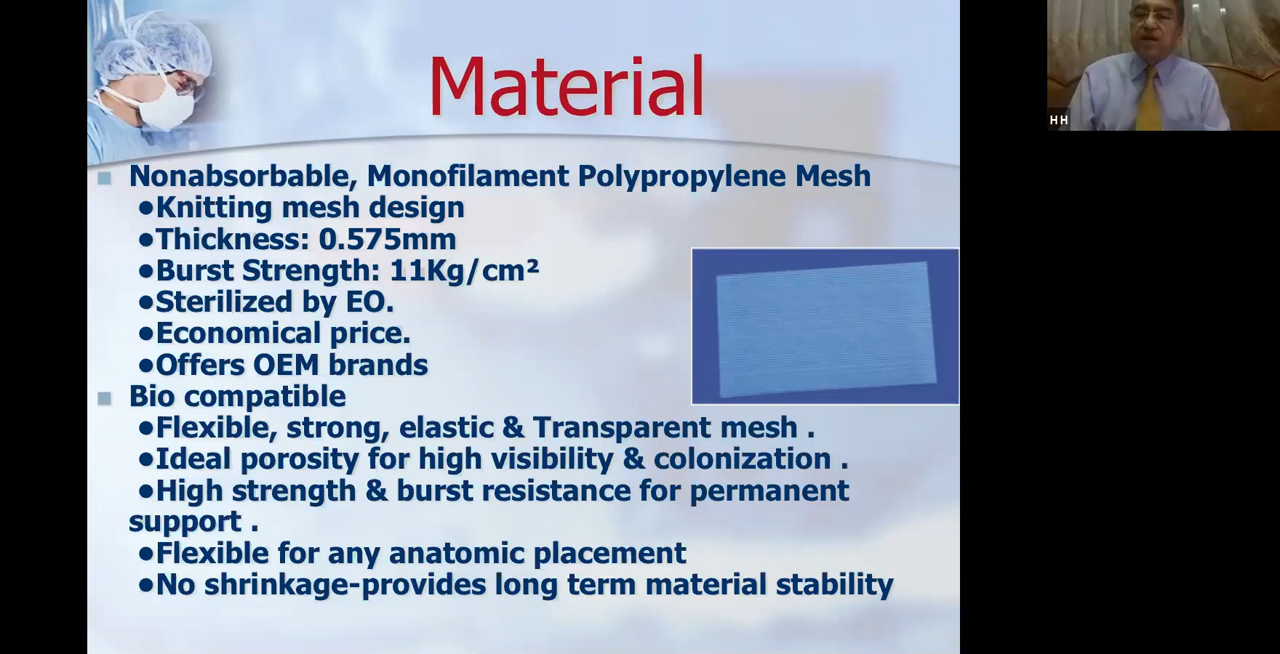 Material
Nonabsorbable, Monofilament Polypropylene Mesh
●Knitting mesh design
●Thickness: 0.575mm
●Burst Strength: 11Kg/cm²
●Sterilized by EO.
●Economical price.
●Offers OEM brands
Bio compatible
●Flexible, strong, elastic & Transparent mesh .
●Ideal porosity for high visibility & colonization .
●High strength & burst resistance for permanent
support .
●Flexible for any anatomic placement
●No shrinkage-provides long term material stability
HH